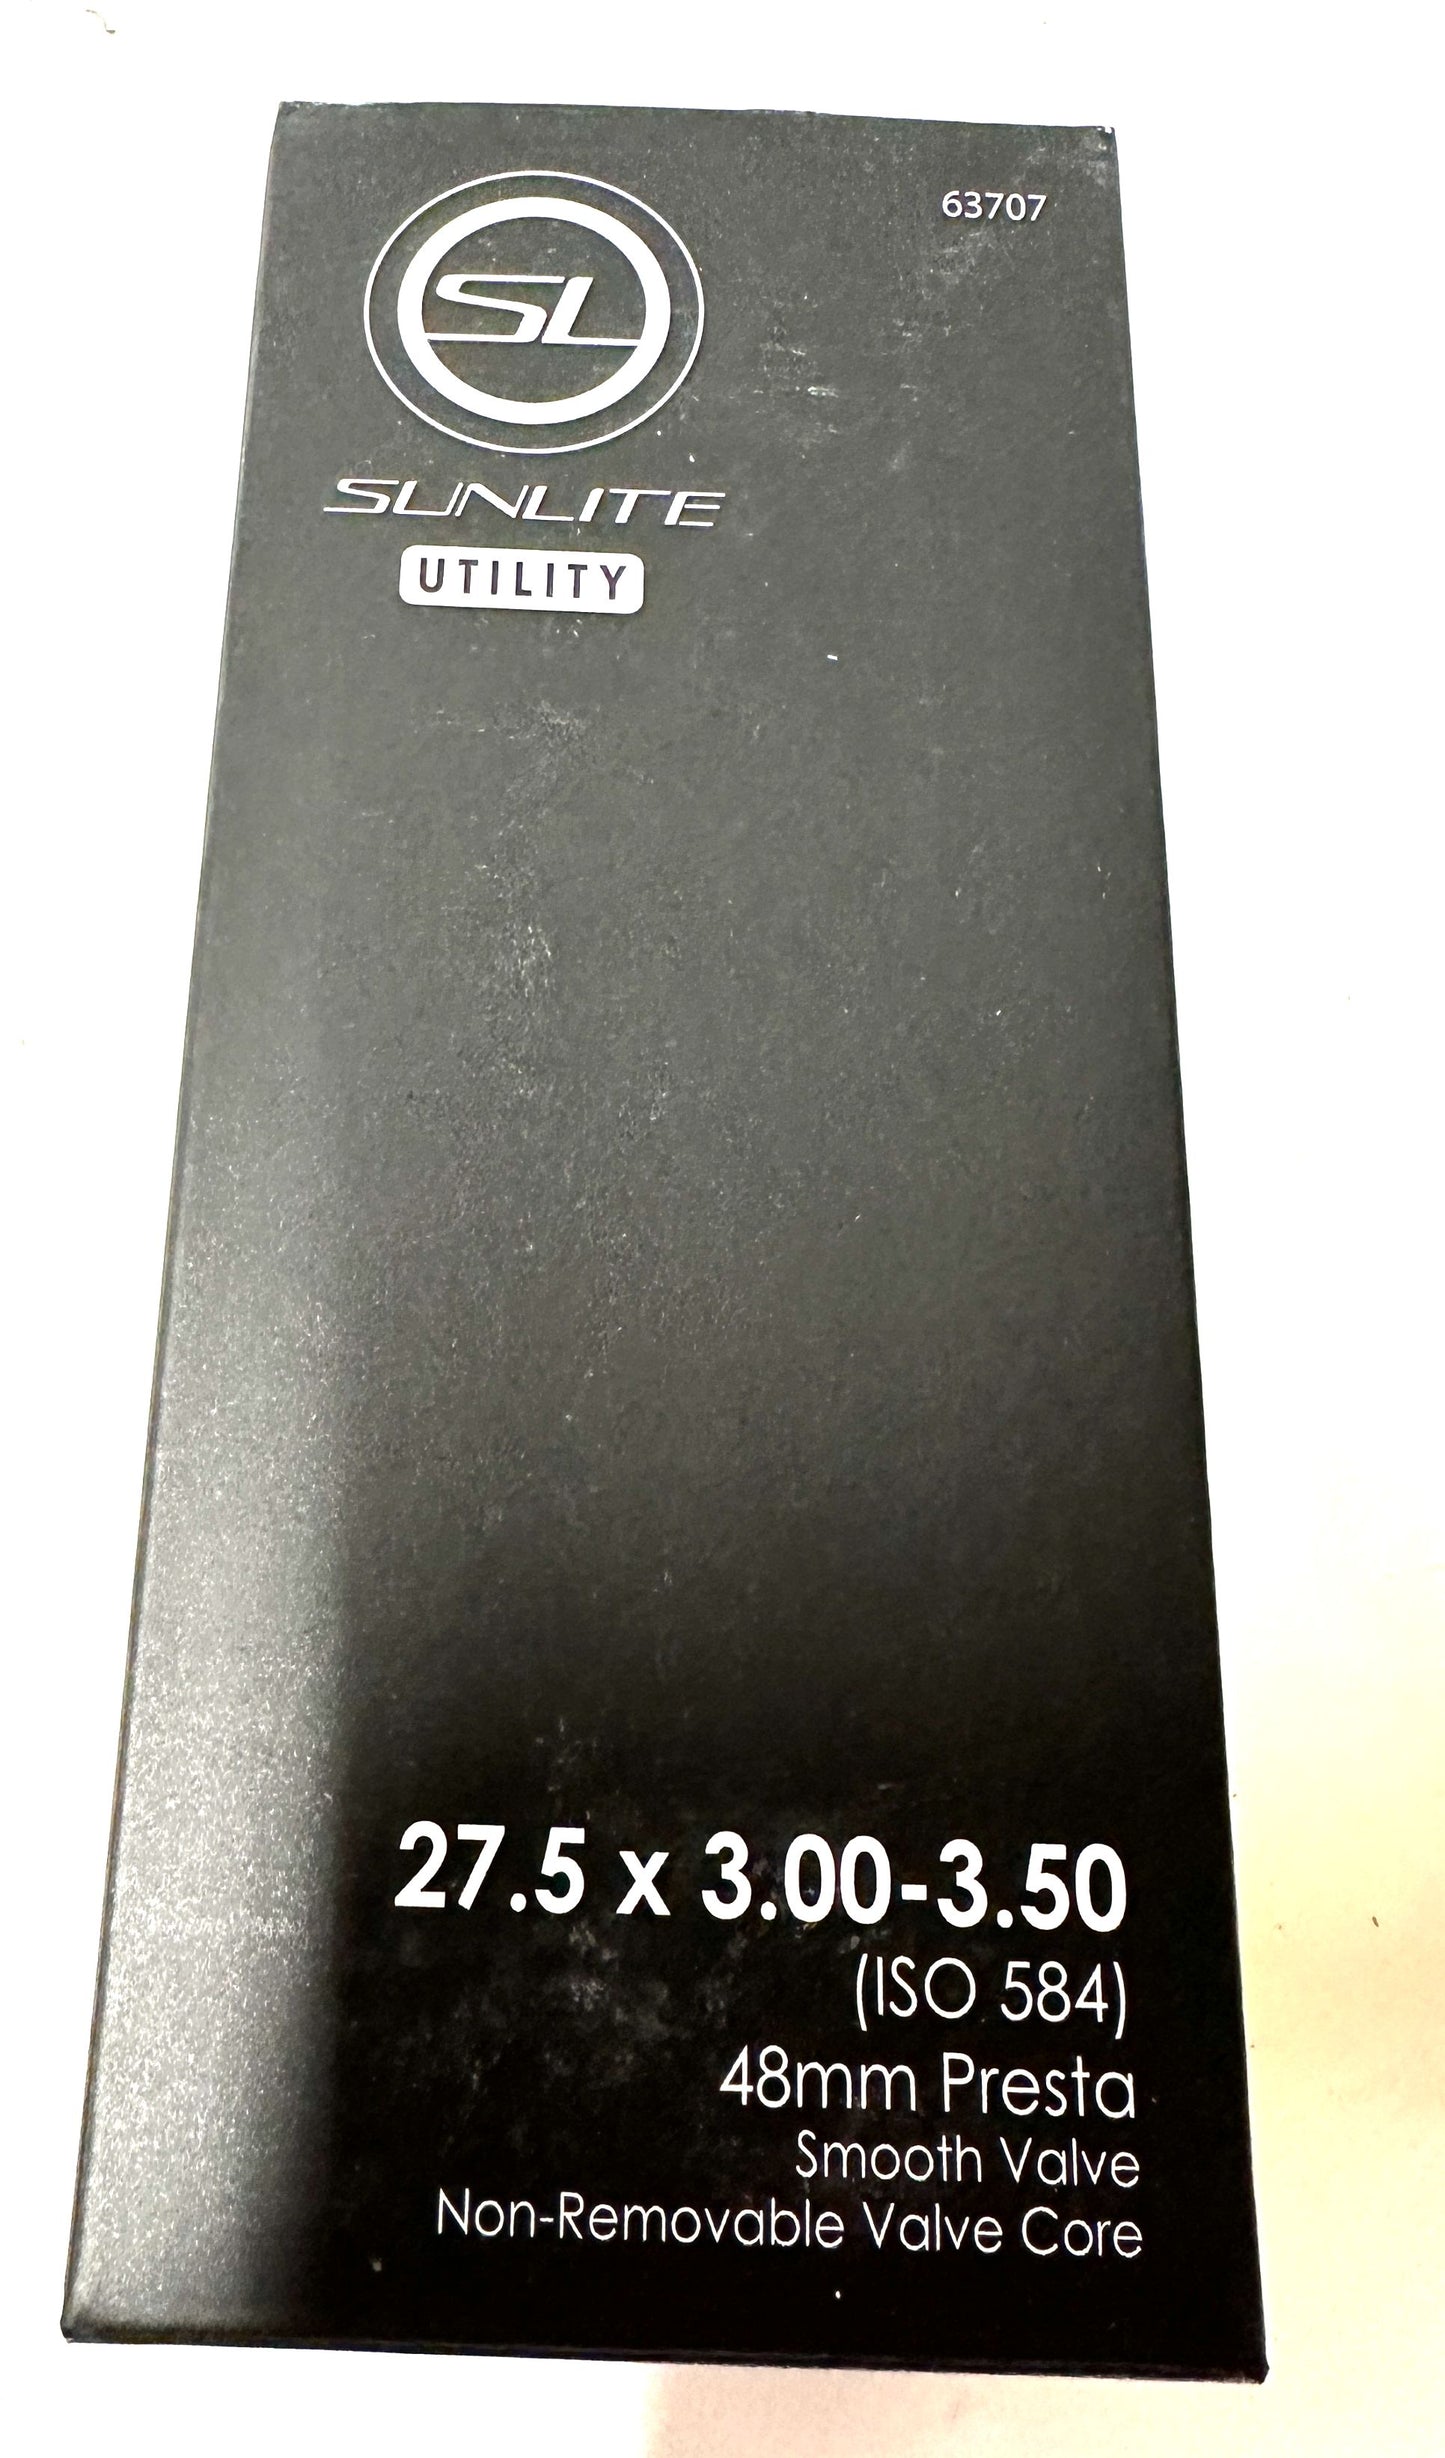 63707
SL
SUNLITE
UTILITY
27.5 x 3.00-3.50
(ISO 584)
48mm Presta
Smooth Valve
Non-Removable Valve Core